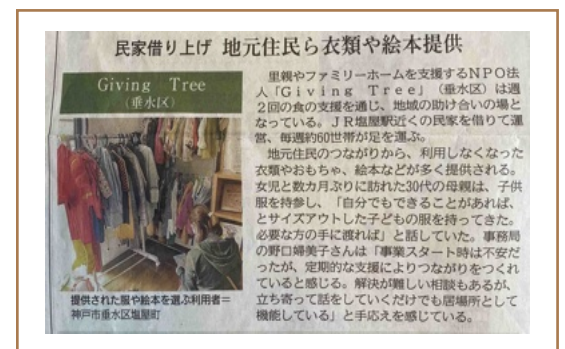 民家借り上げ 地元住民ら衣類や絵本提供
Giving Tree
(垂水区)
提供された服や絵本を選ぶ利用者=
神戸市垂水区塩屋町
里親やファミリーホームを支援するNPO法
人「Giving Tree」(垂水区)は週
2回の食の支援を通じ、地域の助け合いの場と
なっている。JR塩屋駅近くの民家を借りて運
営、毎週約60世帯が足を運ぶ。
地元住民のつながりから、利用しなくなった
衣類やおもちゃ、絵本などが多く提供される。
女児と数カ月ぶりに訪れた30代の母親は、子供
服を持参し、「自分でもできることがあれば、
とサイズアウトした子どもの服を持ってきた。
必要な方の手に渡れば」と話していた。事務局
の野口婦美子さんは「事業スタート時は不安だ
ったが、定期的な支援によりつながりをつくれ
ていると感じる。解決が難しい相談もあるが、
立ち寄って話をしていくだけでも居場所として
機能している」と手応えを感じている。